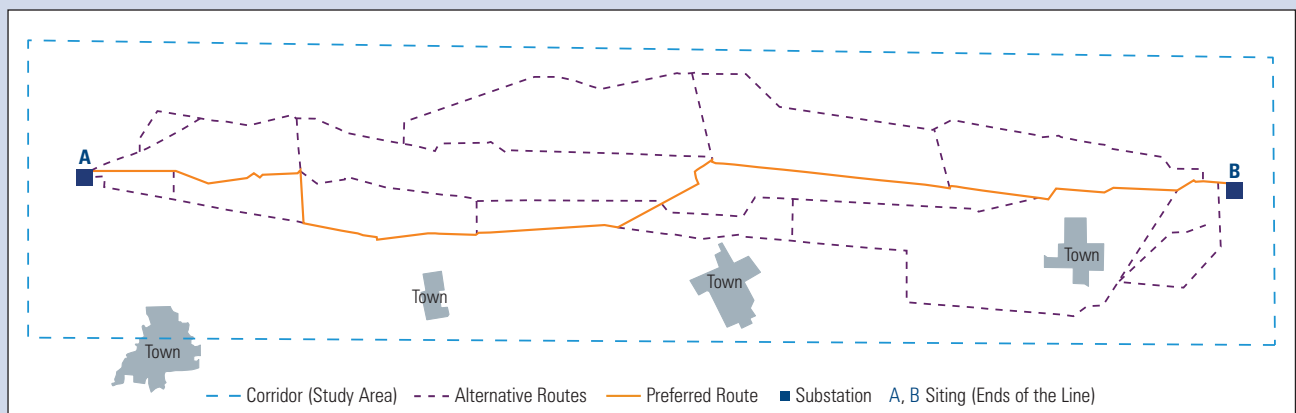 A
B
Town
Town
Town
Town
Corridor (Study Area) Alternative Routes Preferred Route Substation A, B Siting (Ends of the Line)